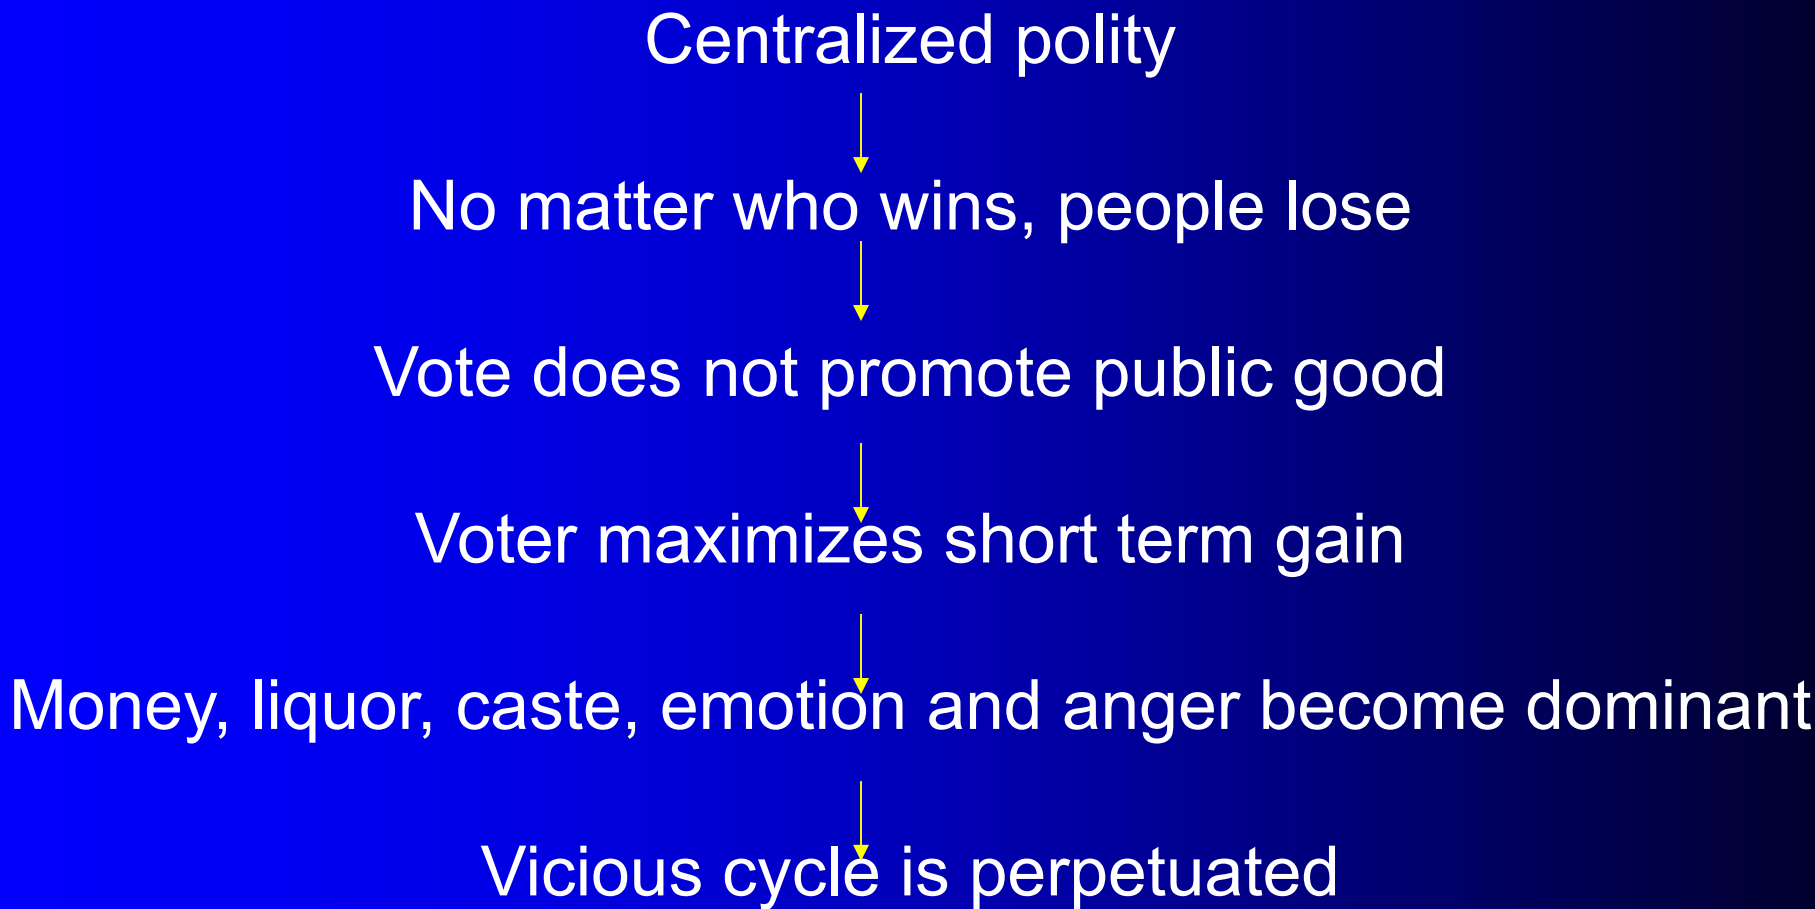 Centralized polity
No matter who wins, people lose
Vote does not promote public good
Voter maximizes short term gain
Money, liquor, caste, emotion and anger become dominant
Vicious cycle is perpetuated